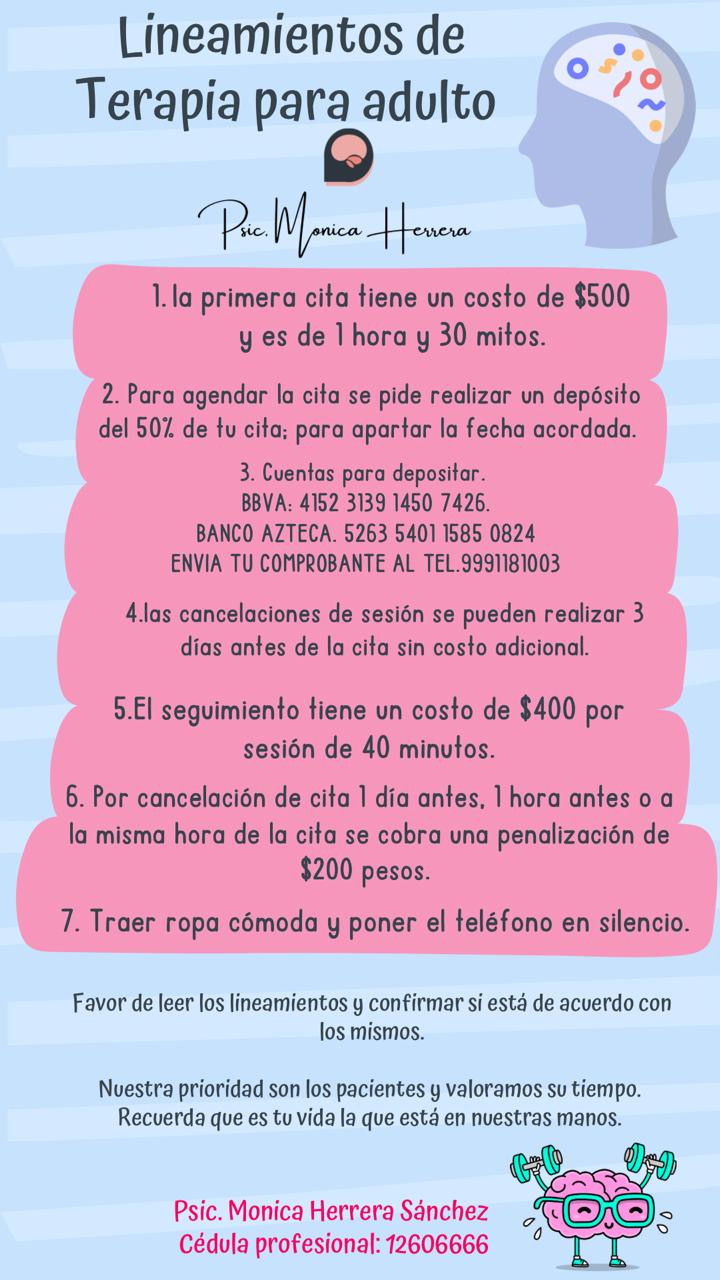 Lineamientos de
Terapia para adulto
Psic. Monica Herrera
1. la primera cita tiene un costo de $500
y es de 1 hora y 30 mitos.
2. Para agendar la cita se pide realizar un depósito
del 50% de tu cita; para apartar la fecha acordada.
3. Cuentas para depositar.
BBVA: 4152 3139 1450 7426.
BANCO AZTECA. 5263 5401 1585 0824
ENVIA TU COMPROBANTE AL TEL.9991181003
4.las cancelaciones de sesión se pueden realizar 3
días antes de la cita sin costo adicional.
5.El seguimiento tiene un costo de $400 por
sesión de 40 minutos.
6. Por cancelación de cita 1 día antes, 1 hora antes o a
la misma hora de la cita se cobra una penalización de
$200 pesos.
7. Traer ropa cómoda y poner el teléfono en silencio.
Favor de leer los lineamientos y confirmar si está de acuerdo con
los mismos.
Nuestra prioridad son los pacientes y valoramos su tiempo.
Recuerda que es tu vida la que está en nuestras manos.
Psic. Monica Herrera Sánchez
Cédula profesional: 12606666